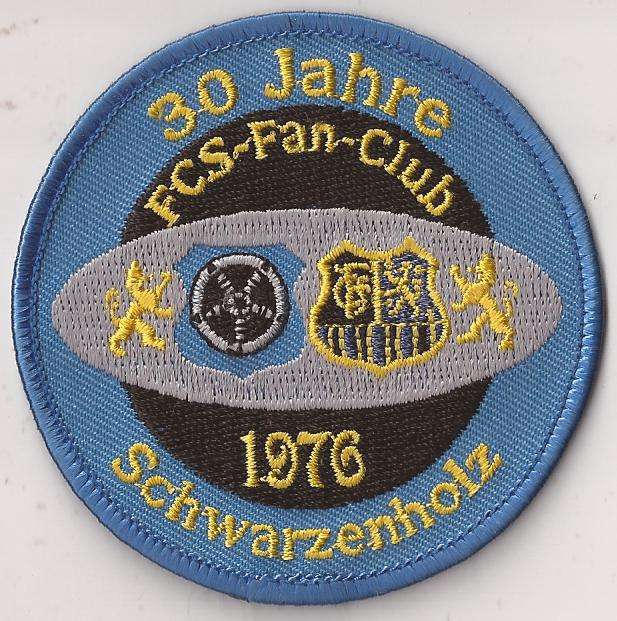 30 Jahre
FCS-Fan-Club
1976
Schwarzenholz